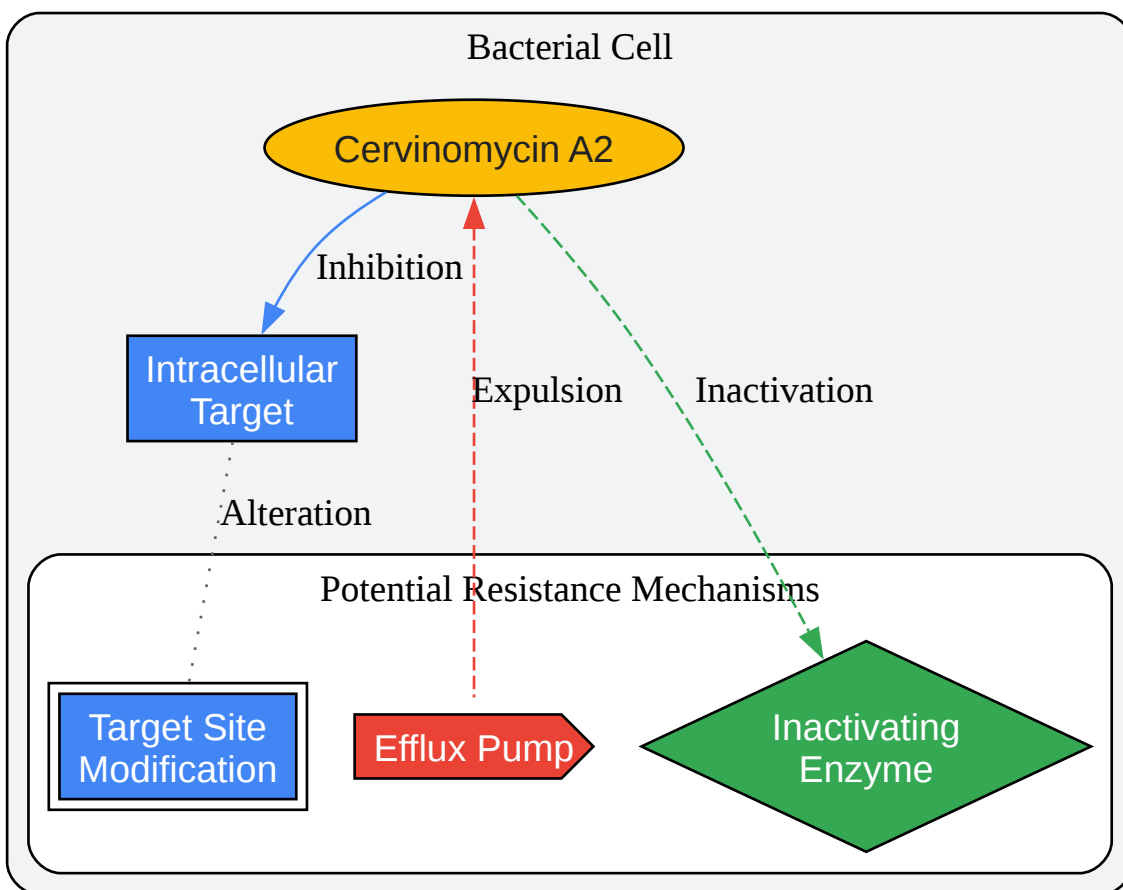 Bacterial Cell
Cervinomycin A2
Inhibition
Intracellular
Target
Expulsion
Inactivation
Alteration
Potential Resistance Mechanisms
Target Site
Modification
Efflux Pump
Inactivating
Enzyme